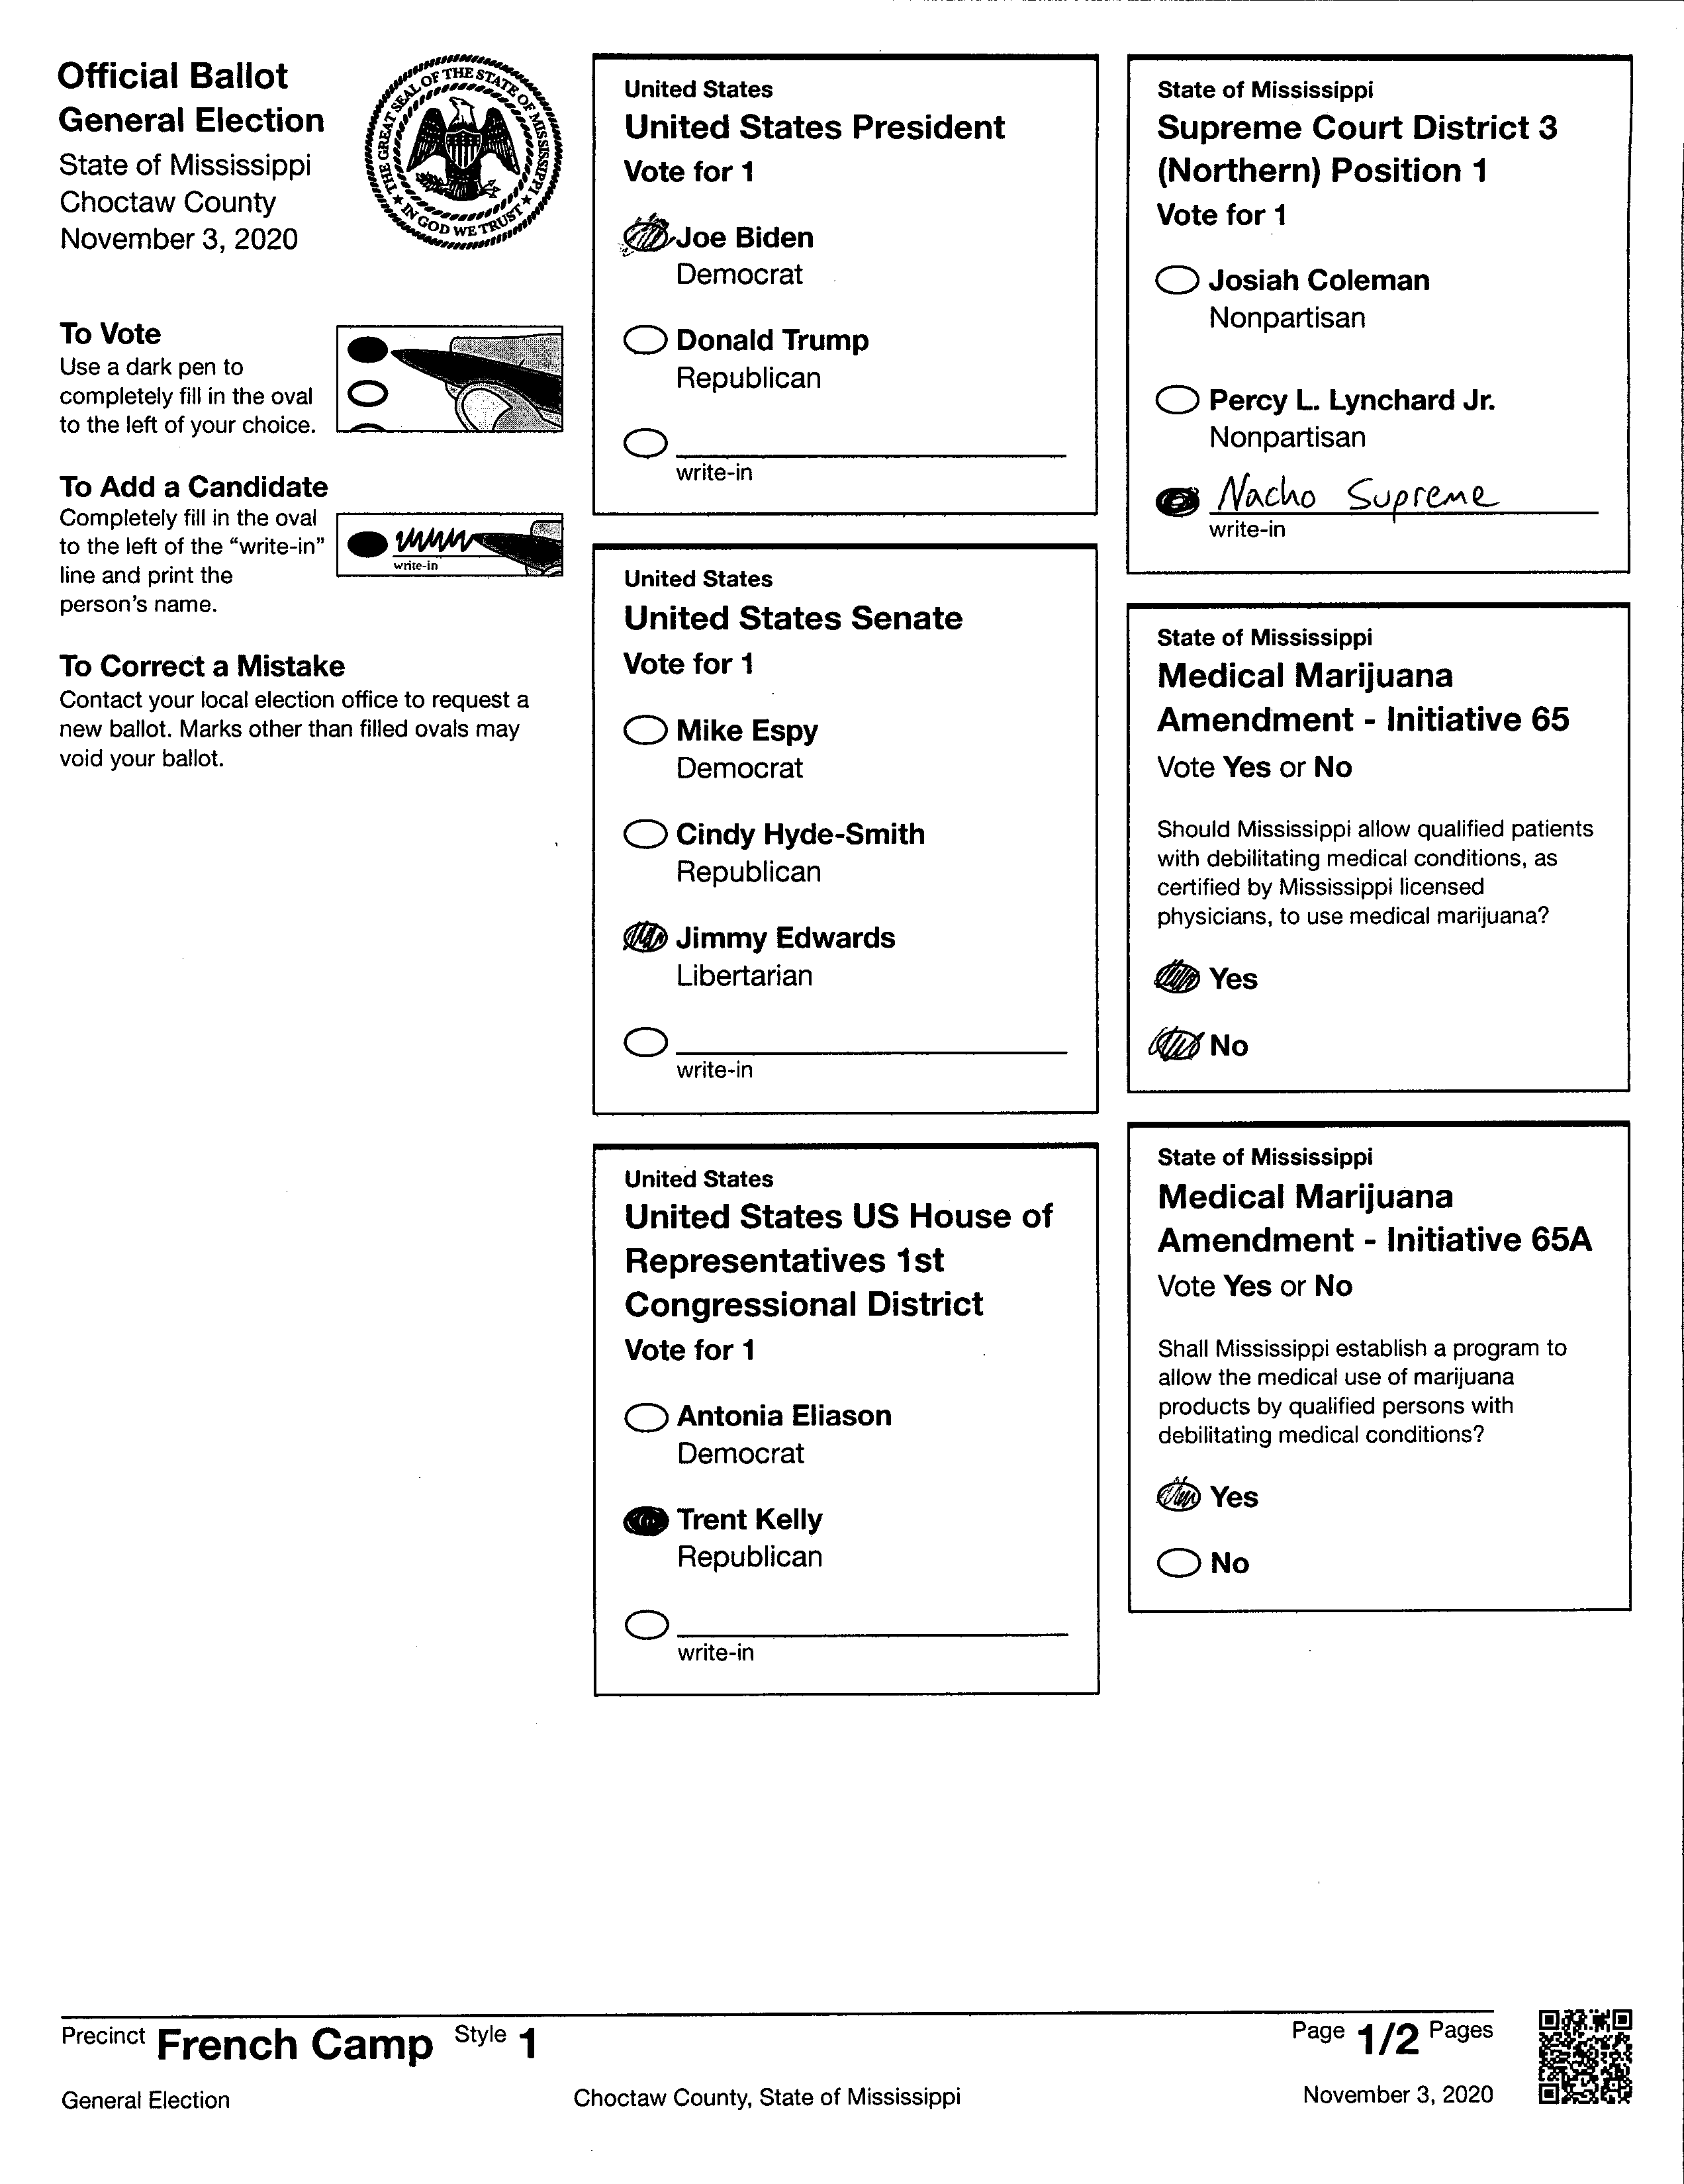 Official Ballot
General Election
State of Mississippi
Choctaw County
November 3, 2020
THE GREAT SEAL OF THE STATE OF MISSISSIPPI
★ IN GOD WE TRUST ★
To Vote
Use a dark pen to
completely fill in the oval
to the left of your choice.
To Add a Candidate
Completely fill in the oval
to the left of the “write-in”
line and print the
person’s name.
write-in
To Correct a Mistake
Contact your local election office to request a
new ballot. Marks other than filled ovals may
void your ballot.
United States
United States President
Vote for 1
Joe Biden
Democrat
Donald Trump
Republican
write-in
United States
United States Senate
Vote for 1
Mike Espy
Democrat
Cindy Hyde-Smith
Republican
Jimmy Edwards
Libertarian
write-in
United States
United States US House of
Representatives 1st
Congressional District
Vote for 1
Antonia Eliason
Democrat
Trent Kelly
Republican
write-in
State of Mississippi
Supreme Court District 3
(Northern) Position 1
Vote for 1
Josiah Coleman
Nonpartisan
Percy L. Lynchard Jr.
Nonpartisan
Nacho Supreme
write-in
State of Mississippi
Medical Marijuana
Amendment - Initiative 65
Vote Yes or No
Should Mississippi allow qualified patients
with debilitating medical conditions, as
certified by Mississippi licensed
physicians, to use medical marijuana?
Yes
No
State of Mississippi
Medical Marijuana
Amendment - Initiative 65A
Vote Yes or No
Shall Mississippi establish a program to
allow the medical use of marijuana
products by qualified persons with
debilitating medical conditions?
Yes
No
Precinct French Camp Style 1
Page 1/2 Pages
General Election
Choctaw County, State of Mississippi
November 3, 2020